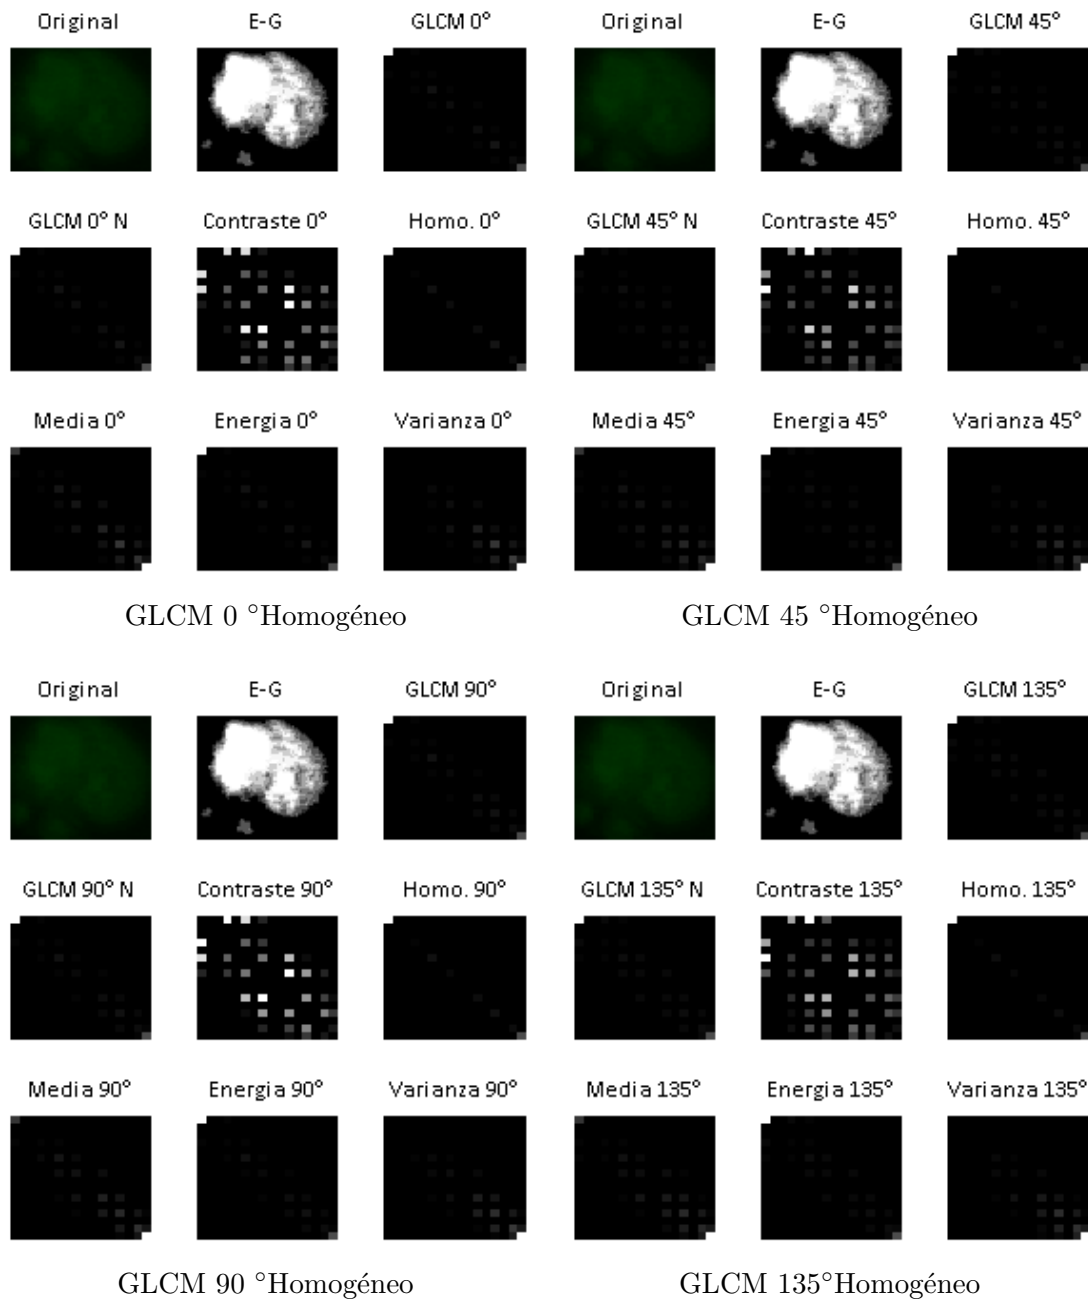 Original E-G GLCM 0° Original E-G GLCM 45°
GLCM 0° N Contraste 0° Homo. 0° GLCM 45° N Contraste 45° Homo. 45°
Media 0° Energia 0° Varianza 0° Media 45° Energia 45° Varianza 45°
GLCM 0 °Homogéneo GLCM 45 °Homogéneo
Original E-G GLCM 90° Original E-G GLCM 135°
GLCM 90° N Contraste 90° Homo. 90° GLCM 135° N Contraste 135° Homo. 135°
Media 90° Energia 90° Varianza 90° Media 135° Energia 135° Varianza 135°
GLCM 90 °Homogéneo GLCM 135°Homogéneo